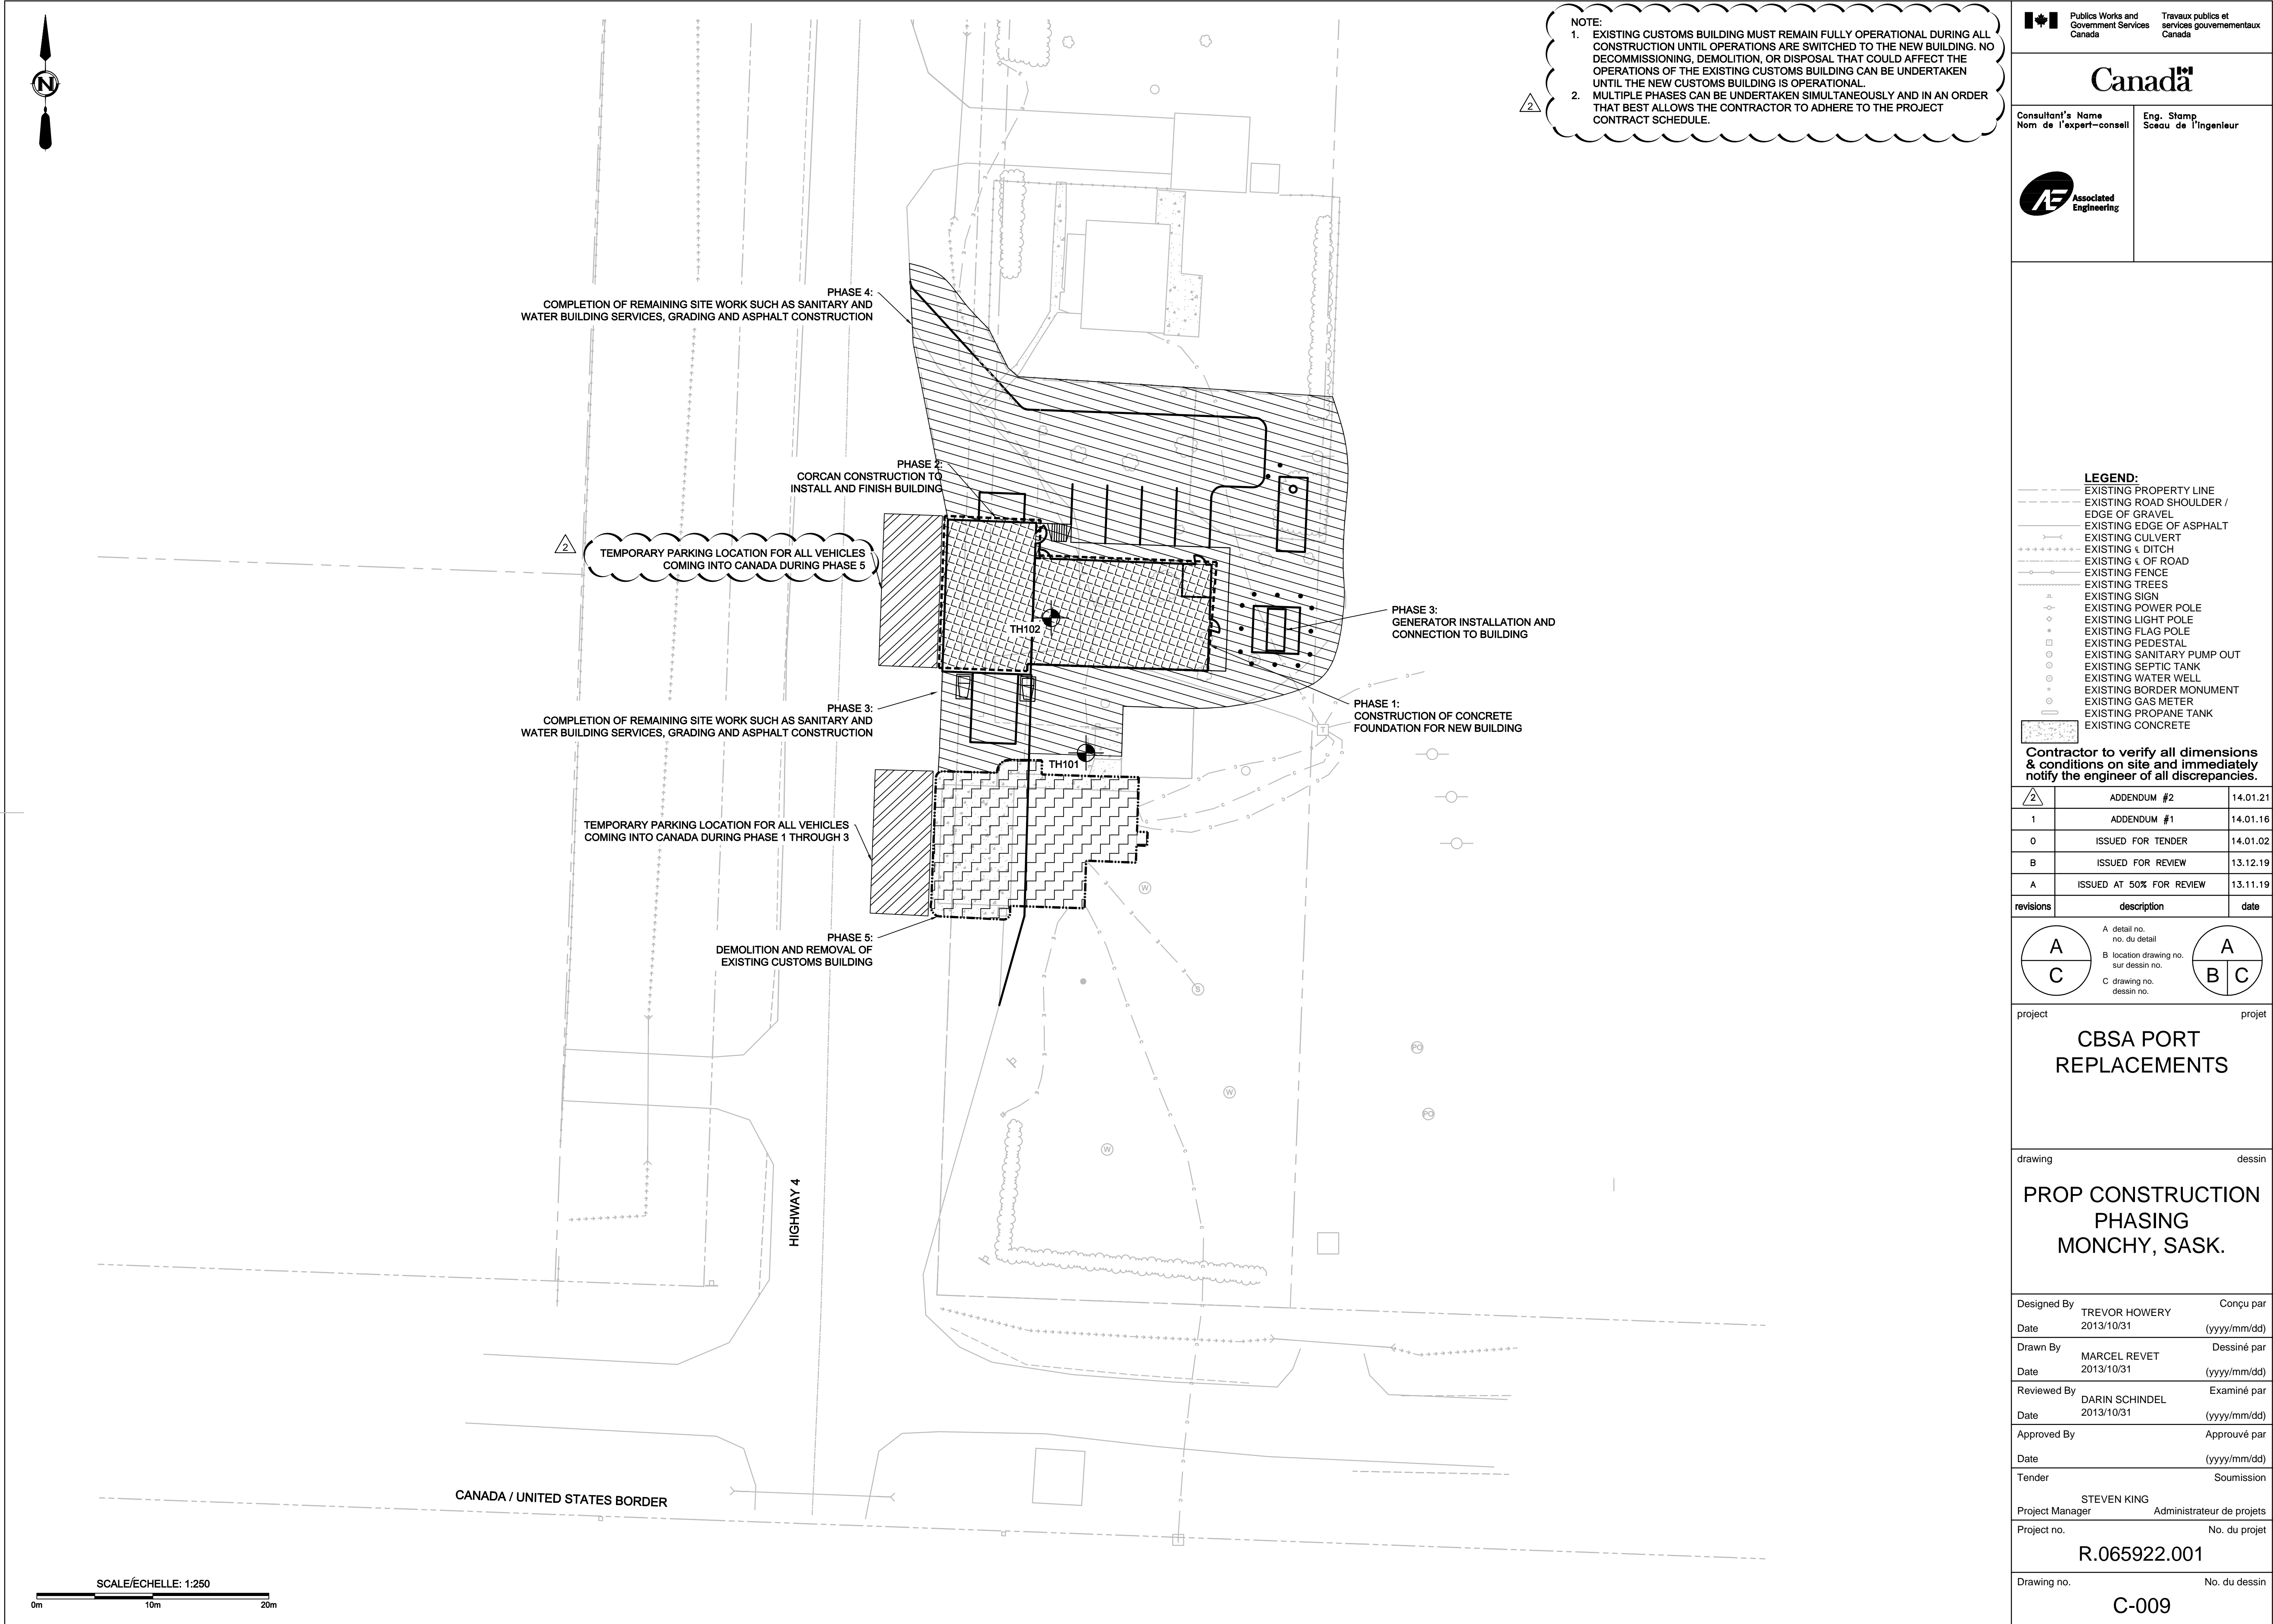 N
NOTE:
1. EXISTING CUSTOMS BUILDING MUST REMAIN FULLY OPERATIONAL DURING ALL
CONSTRUCTION UNTIL OPERATIONS ARE SWITCHED TO THE NEW BUILDING. NO
DECOMMISSIONING, DEMOLITION, OR DISPOSAL THAT COULD AFFECT THE
OPERATIONS OF THE EXISTING CUSTOMS BUILDING CAN BE UNDERTAKEN
UNTIL THE NEW CUSTOMS BUILDING IS OPERATIONAL.
2. MULTIPLE PHASES CAN BE UNDERTAKEN SIMULTANEOUSLY AND IN AN ORDER
THAT BEST ALLOWS THE CONTRACTOR TO ADHERE TO THE PROJECT
CONTRACT SCHEDULE.
2
PHASE 4:
COMPLETION OF REMAINING SITE WORK SUCH AS SANITARY AND
WATER BUILDING SERVICES, GRADING AND ASPHALT CONSTRUCTION
PHASE 2:
CORCAN CONSTRUCTION TO
INSTALL AND FINISH BUILDING
2
TEMPORARY PARKING LOCATION FOR ALL VEHICLES
COMING INTO CANADA DURING PHASE 5
TH102
PHASE 3:
GENERATOR INSTALLATION AND
CONNECTION TO BUILDING
PHASE 3:
COMPLETION OF REMAINING SITE WORK SUCH AS SANITARY AND
WATER BUILDING SERVICES, GRADING AND ASPHALT CONSTRUCTION
PHASE 1:
CONSTRUCTION OF CONCRETE
FOUNDATION FOR NEW BUILDING
T
TH101
TEMPORARY PARKING LOCATION FOR ALL VEHICLES
COMING INTO CANADA DURING PHASE 1 THROUGH 3
W
PHASE 5:
DEMOLITION AND REMOVAL OF
EXISTING CUSTOMS BUILDING
S
PO
W
PO
W
HIGHWAY 4
CANADA / UNITED STATES BORDER
SCALE/ECHELLE: 1:250
0m 10m 20m
Publics Works and
Government Services
Canada
Travaux publics et
services gouvernementaux
Canada
Canada
Consultant's Name
Nom de l'expert-conseil
Eng. Stamp
Sceau de l'ingenieur
AE Associated
Engineering
LEGEND:
EXISTING PROPERTY LINE
EXISTING ROAD SHOULDER /
EDGE OF GRAVEL
EXISTING EDGE OF ASPHALT
EXISTING CULVERT
EXISTING ℄ DITCH
EXISTING ℄ OF ROAD
EXISTING FENCE
EXISTING TREES
EXISTING SIGN
EXISTING POWER POLE
EXISTING LIGHT POLE
EXISTING FLAG POLE
EXISTING PEDESTAL
EXISTING SANITARY PUMP OUT
EXISTING SEPTIC TANK
EXISTING WATER WELL
EXISTING BORDER MONUMENT
EXISTING GAS METER
EXISTING PROPANE TANK
EXISTING CONCRETE
Contractor to verify all dimensions
& conditions on site and immediately
notify the engineer of all discrepancies.
2 ADDENDUM #2 14.01.21
1 ADDENDUM #1 14.01.16
0 ISSUED FOR TENDER 14.01.02
B ISSUED FOR REVIEW 13.12.19
A ISSUED AT 50% FOR REVIEW 13.11.19
revisions description date
A
C
A detail no.
no. du detail
B location drawing no.
sur dessin no.
C drawing no.
dessin no.
A
B C
project projet
CBSA PORT
REPLACEMENTS
drawing dessin
PROP CONSTRUCTION
PHASING
MONCHY, SASK.
Designed By Conçu par
TREVOR HOWERY
Date 2013/10/31 (yyyy/mm/dd)
Drawn By Dessiné par
MARCEL REVET
Date 2013/10/31 (yyyy/mm/dd)
Reviewed By Examiné par
DARIN SCHINDEL
Date 2013/10/31 (yyyy/mm/dd)
Approved By Approuvé par
Date (yyyy/mm/dd)
Tender Soumission
STEVEN KING
Project Manager Administrateur de projets
Project no. No. du projet
R.065922.001
Drawing no. No. du dessin
C-009